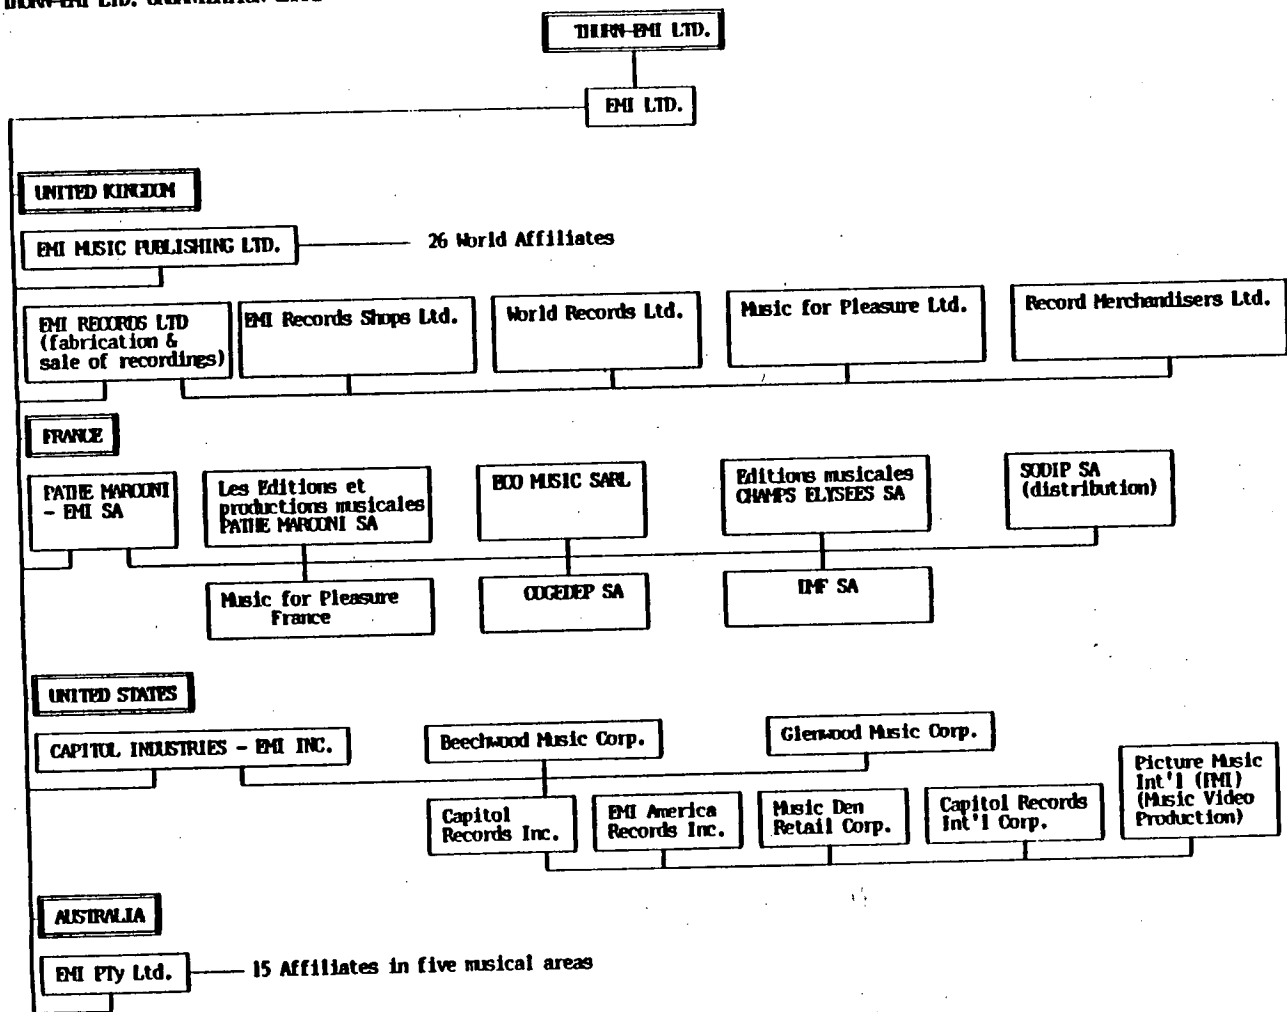 THORN-EMI LTD.
THORN-EMI LTD.
EMI LTD.
UNITED KINGDOM
EMI MUSIC PUBLISHING LTD.
26 World Affiliates
EMI RECORDS LTD
(fabrication &
sale of recordings)
EMI Records Shops Ltd.
World Records Ltd.
Music for Pleasure Ltd.
Record Merchandisers Ltd.
FRANCE
PATHE MARCONI
- EMI SA
Les Editions et
productions musicales
PATHE MARCONI SA
ECO MUSIC SARL
Editions musicales
CHAMPS ELYSEES SA
SODIP SA
(distribution)
Music for Pleasure
France
COGEDEP SA
IMF SA
UNITED STATES
CAPITOL INDUSTRIES - EMI INC.
Beechwood Music Corp.
Glenwood Music Corp.
Capitol
Records Inc.
EMI America
Records Inc.
Music Den
Retail Corp.
Capitol Records
Int'l Corp.
Picture Music
Int'l (PMI)
(Music Video
Production)
AUSTRALIA
EMI PTy Ltd.
15 Affiliates in five musical areas